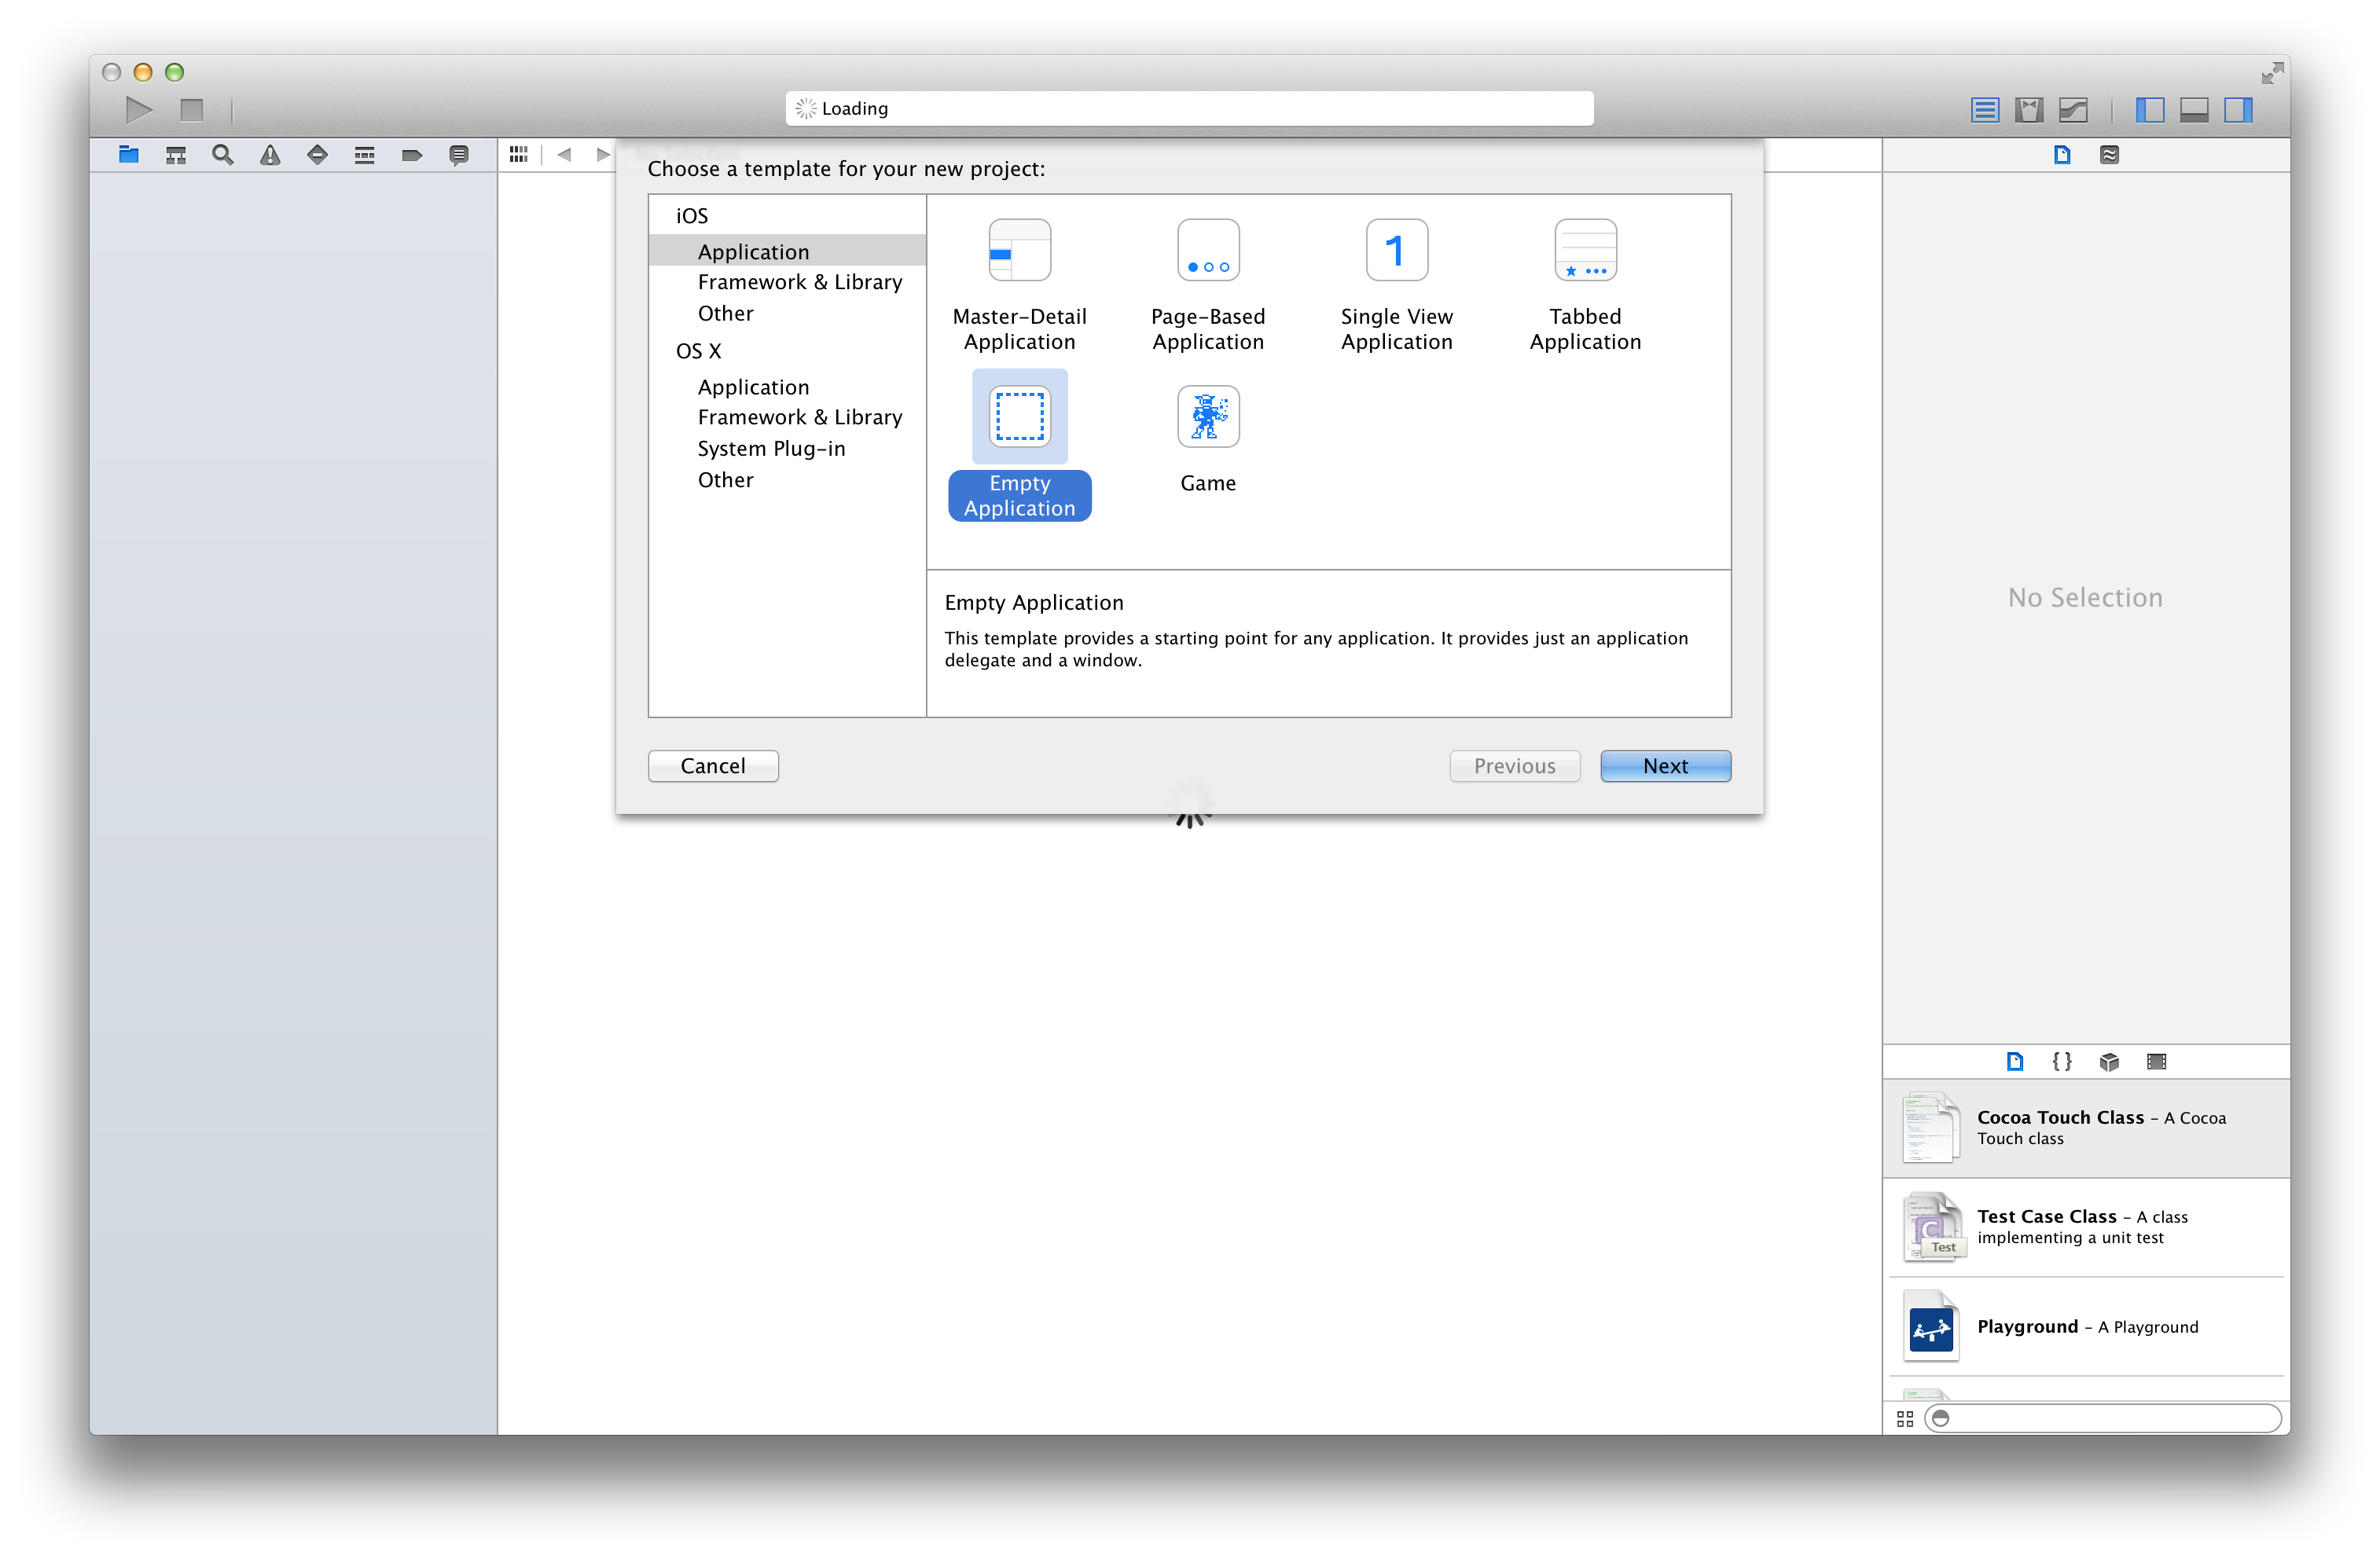 Loading
Choose a template for your new project:
iOS
Application
Framework & Library
Other
OS X
Application
Framework & Library
System Plug-in
Other
Master-Detail
Application
Page-Based
Application
Single View
Application
Tabbed
Application
Empty
Application
Game
Empty Application
This template provides a starting point for any application. It provides just an application
delegate and a window.
Cancel
Previous
Next
No Selection
Cocoa Touch Class - A Cocoa
Touch class
Test Case Class - A class
implementing a unit test
Playground - A Playground